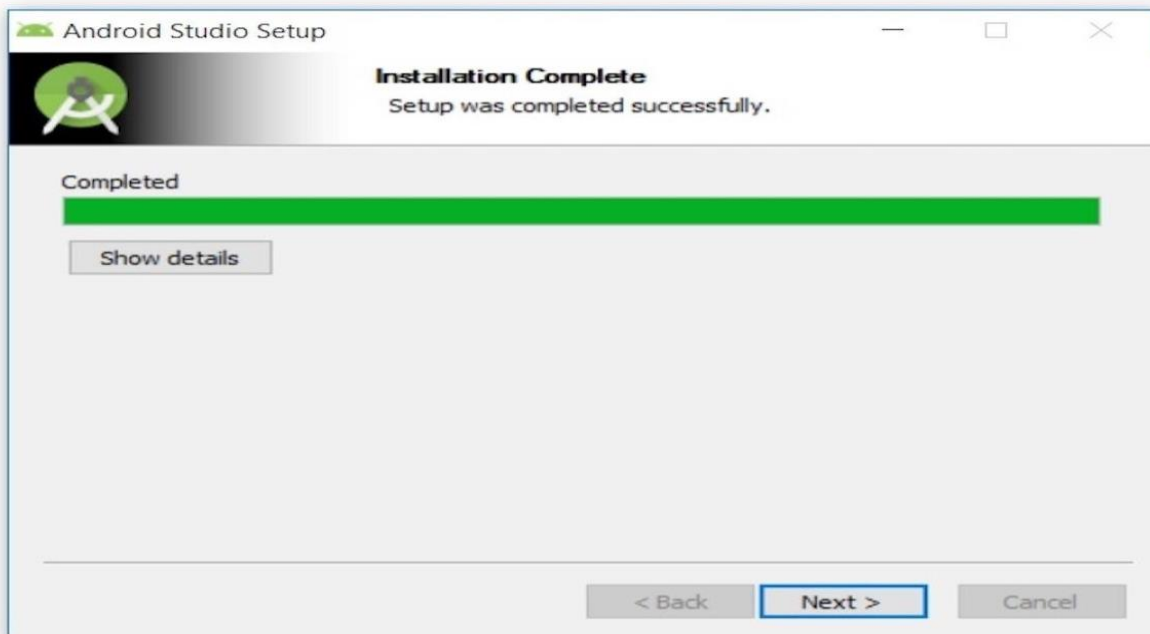 Android Studio Setup
Installation Complete
Setup was completed successfully.
Completed
Show details
< Back
Next >
Cancel